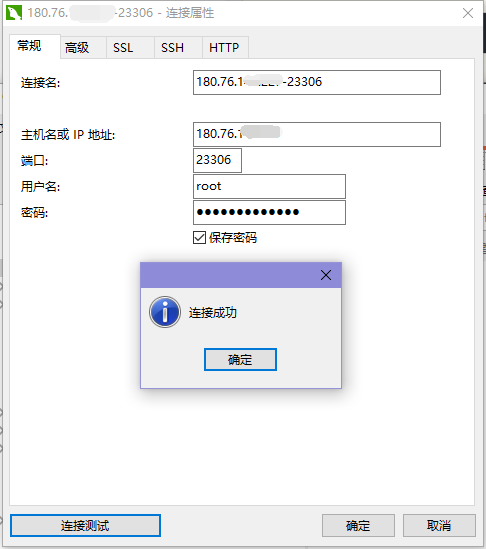 180.76. -23306 - 连接属性
常规 高级 SSL SSH HTTP
连接名: 180.76.1 -23306
主机名或 IP 地址: 180.76.1
端口: 23306
用户名: root
密码: ●●●●●●●●●●●●●
保存密码
连接成功
确定
连接测试 确定 取消